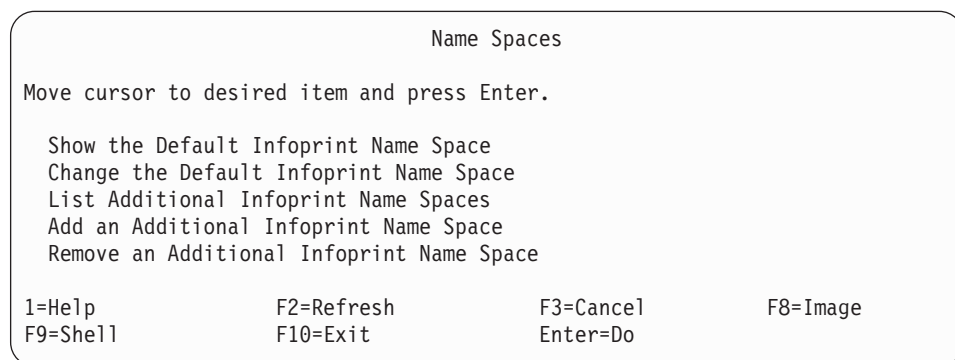 Name Spaces
Move cursor to desired item and press Enter.
Show the Default Infoprint Name Space
Change the Default Infoprint Name Space
List Additional Infoprint Name Spaces
Add an Additional Infoprint Name Space
Remove an Additional Infoprint Name Space
1=Help F2=Refresh F3=Cancel F8=Image
F9=Shell F10=Exit Enter=Do